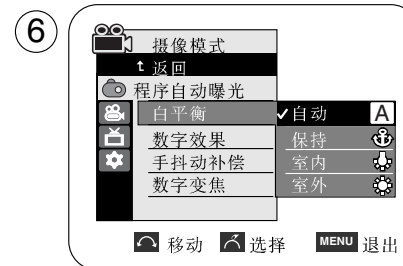 6
摄像模式
返回
程序自动曝光
白平衡 ✓自动 A
数字效果 保持
手抖动补偿 室内
数字变焦 室外
移动 选择 MENU 退出